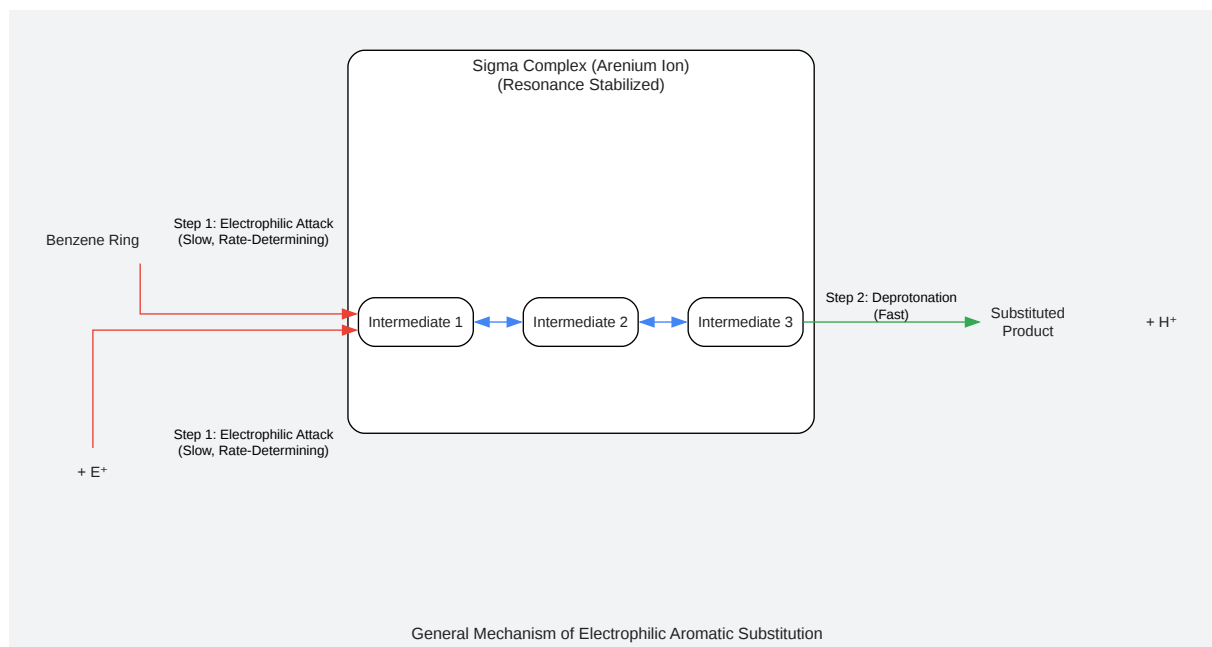 Sigma Complex (Arenium Ion)
(Resonance Stabilized)
Step 1: Electrophilic Attack
(Slow, Rate-Determining)
Benzene Ring
Intermediate 1
Intermediate 2
Intermediate 3
Step 2: Deprotonation
(Fast)
Substituted
Product
+ H⁺
Step 1: Electrophilic Attack
(Slow, Rate-Determining)
+ E⁺
General Mechanism of Electrophilic Aromatic Substitution